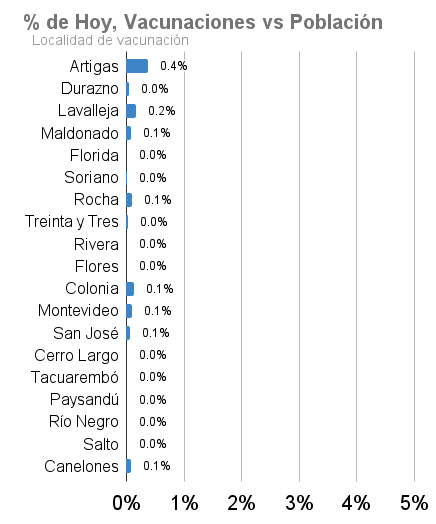 % de Hoy, Vacunaciones vs Población
Localidad de vacunación
Artigas 0.4%
Durazno 0.0%
Lavalleja 0.2%
Maldonado 0.1%
Florida 0.0%
Soriano 0.0%
Rocha 0.1%
Treinta y Tres 0.0%
Rivera 0.0%
Flores 0.0%
Colonia 0.1%
Montevideo 0.1%
San José 0.1%
Cerro Largo 0.0%
Tacuarembó 0.0%
Paysandú 0.0%
Río Negro 0.0%
Salto 0.0%
Canelones 0.1%
0% 1% 2% 3% 4% 5%